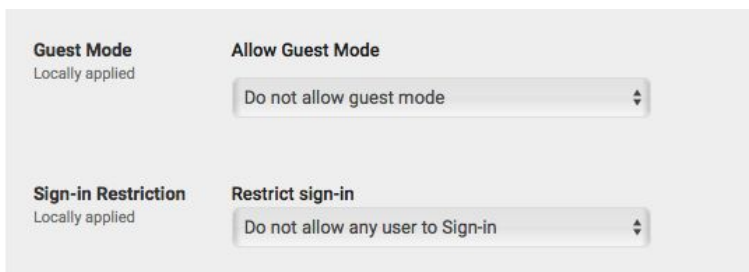 Guest Mode
Locally applied
Allow Guest Mode
Do not allow guest mode
Sign-in Restriction
Locally applied
Restrict sign-in
Do not allow any user to Sign-in